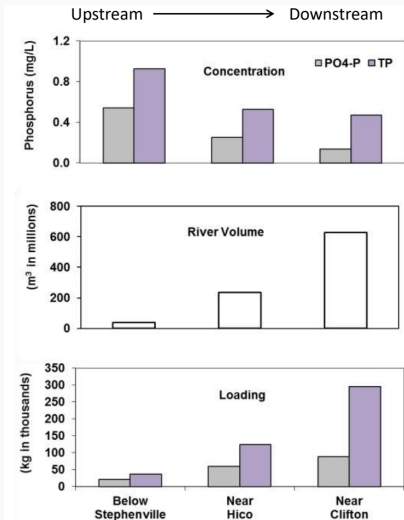 Upstream Downstream
1.2
0.8
0.4
0.0
Phosphorus (mg/L)
Concentration
PO4-P TP
800
600
400
200
0
(m³ in millions)
River Volume
350
300
250
200
150
100
50
0
(kg in thousands)
Loading
Below Stephenville
Near Hico
Near Clifton